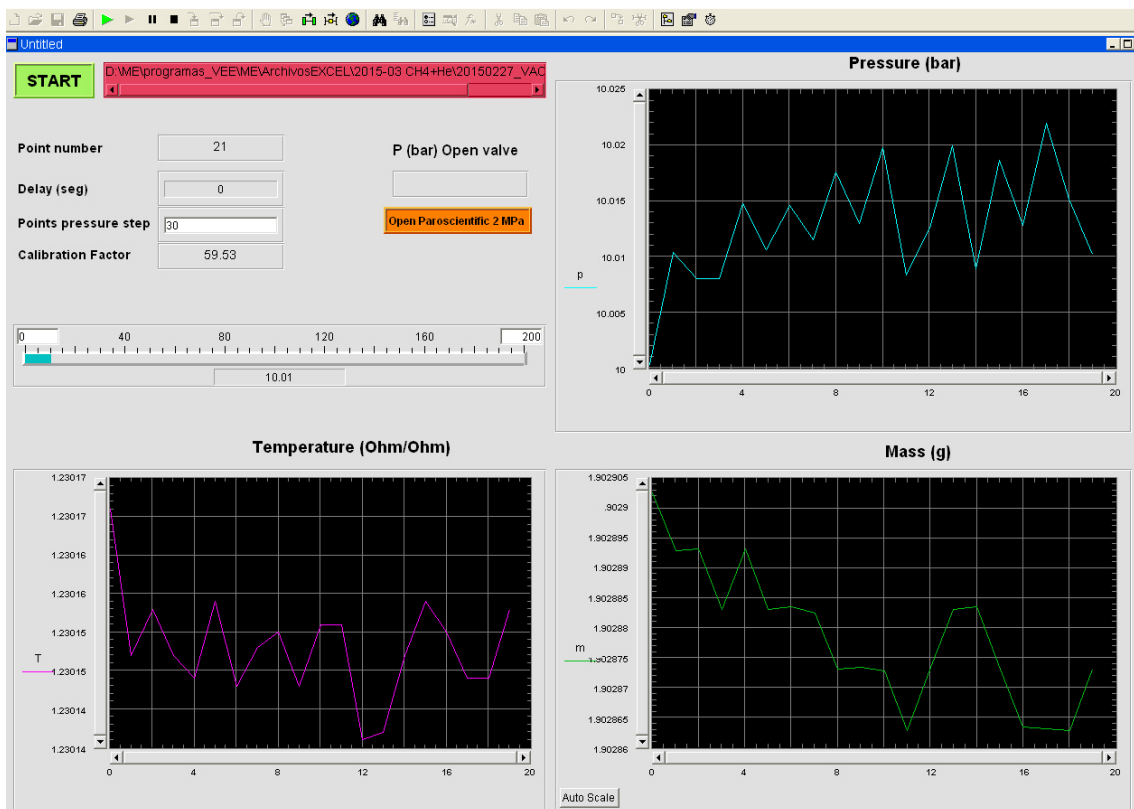 Untitled
START
D:\ME\programas_VEE\ME\ArchivosEXCEL\2015-03 CH4+He\20150227_VAC
Point number 21
Delay (seg) 0
Points pressure step 30
Calibration Factor 59.53
P (bar) Open valve
Open Paroscientific 2 MPa
0 40 80 120 160 200
10.01
Pressure (bar)
10.025
10.02
10.015
10.01
p
10.005
10
0 4 8 12 16 20
Temperature (Ohm/Ohm)
1.23017
1.23017
1.23016
1.23016
1.23015
T
1.23015
1.23014
1.23014
0 4 8 12 16 20
Mass (g)
1.902905
.9029
1.902895
1.90289
1.902885
1.90288
m
1.902875
1.90287
1.902865
1.90286
0 4 8 12 16 20
Auto Scale